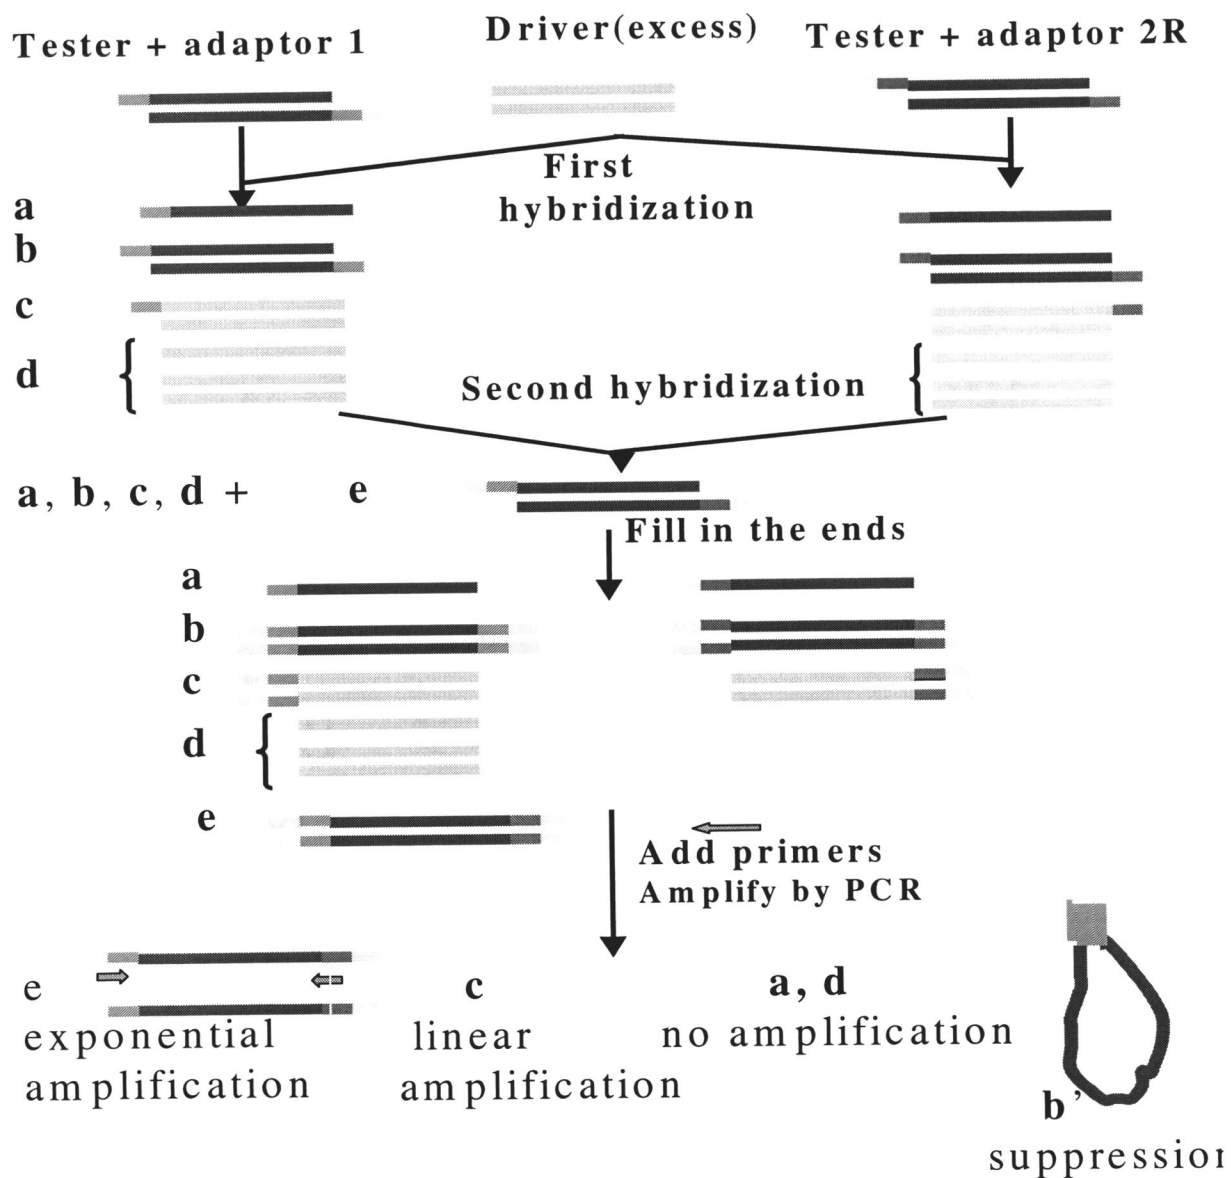 Tester + adaptor 1
Driver(excess)
Tester + adaptor 2R
First
hybridization
a
b
c
d
Second hybridization
a, b, c, d +
e
Fill in the ends
a
b
c
d
e
Add primers
Amplify by PCR
e
exponential
amplification
c
linear
amplification
a, d
no amplification
b'
suppression